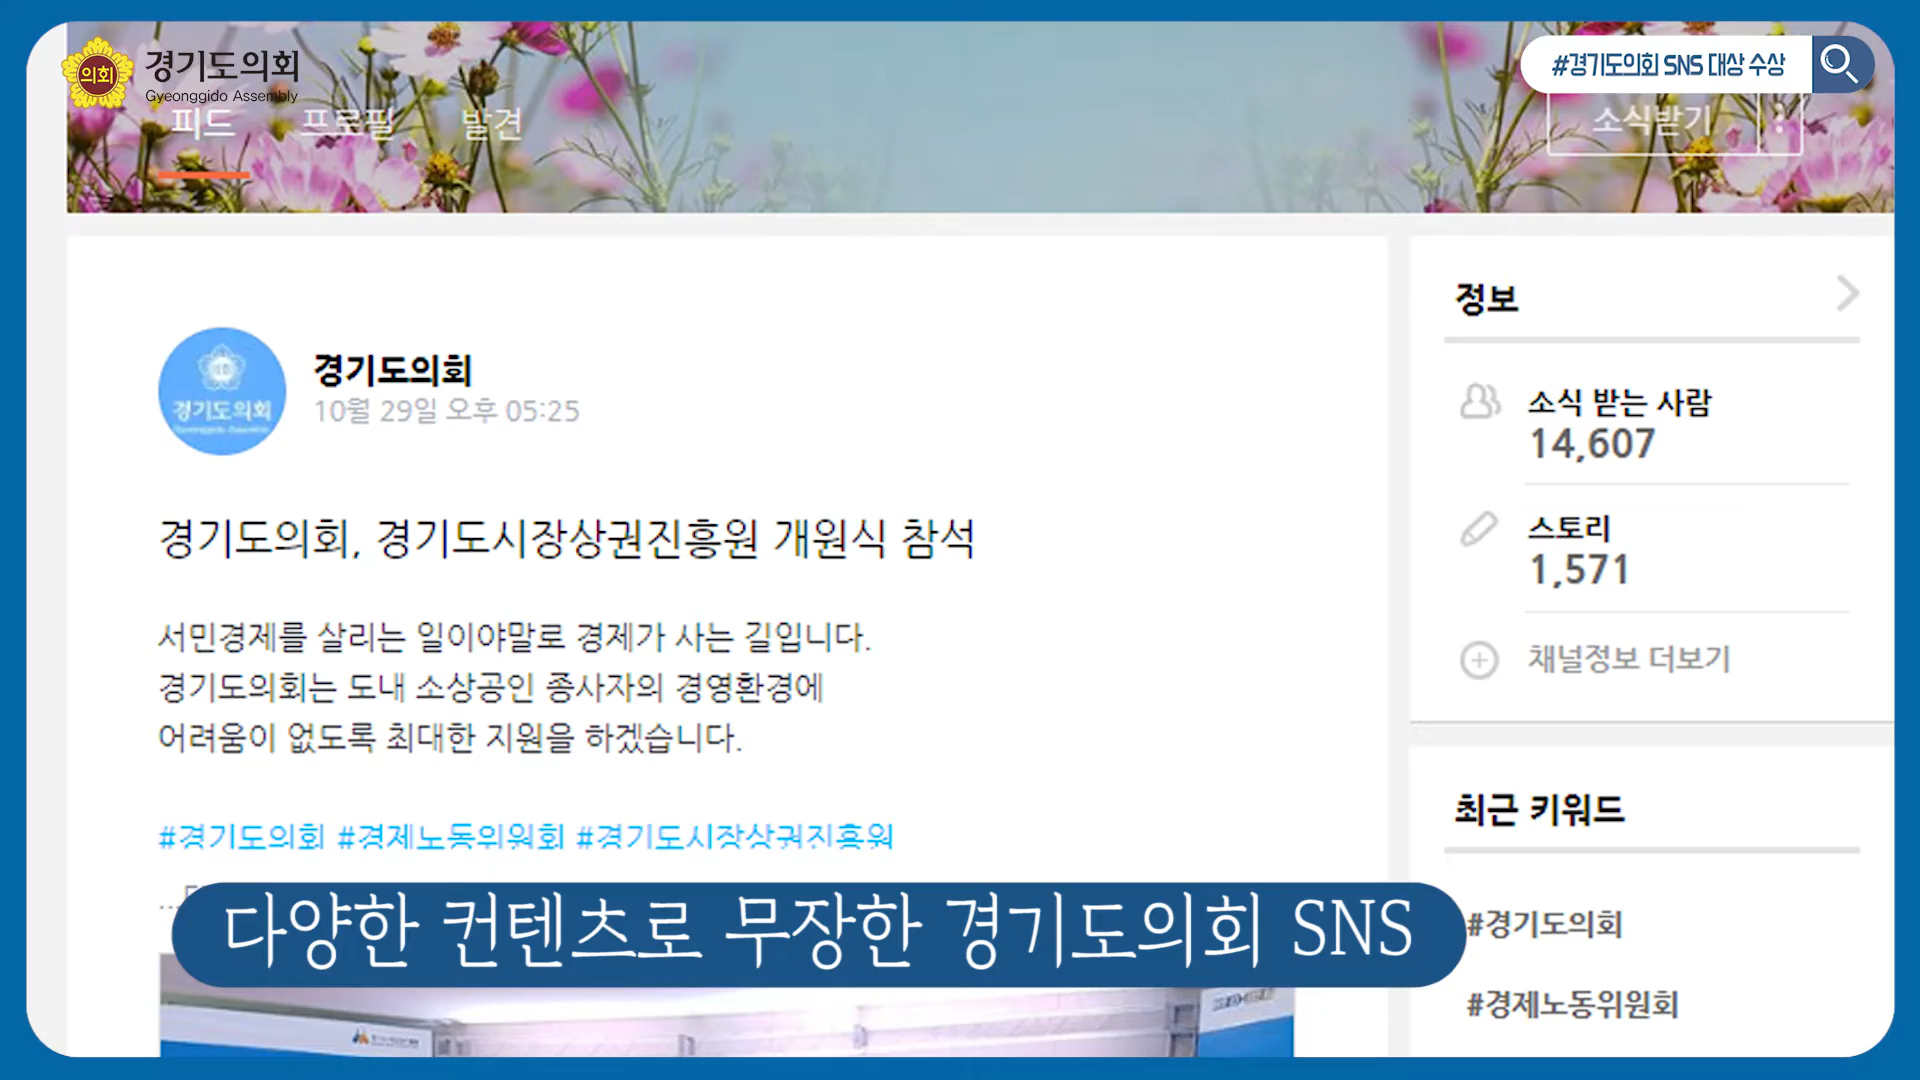 의회
경기도의회
Gyeonggido Assembly
#경기도의회 SNS 대상 수상
피드
프로필
발견
소식받기
경기도의회
경기도의회
10월 29일 오후 05:25
경기도의회, 경기도시장상권진흥원 개원식 참석
서민경제를 살리는 일이야말로 경제가 사는 길입니다.
경기도의회는 도내 소상공인 종사자의 경영환경에
어려움이 없도록 최대한 지원을 하겠습니다.
#경기도의회 #경제노동위원회 #경기도시장상권진흥원
다양한 컨텐츠로 무장한 경기도의회 SNS
정보
소식 받는 사람
14,607
스토리
1,571
채널정보 더보기
최근 키워드
#경기도의회
#경제노동위원회